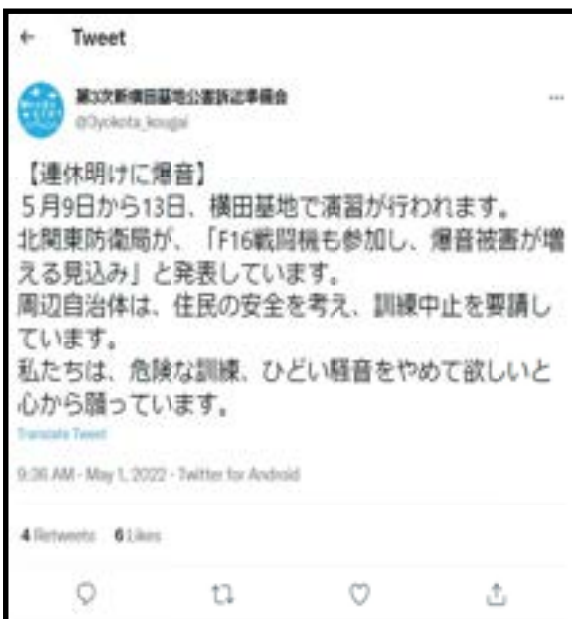 Tweet
第3次新横田基地公害訴訟準備会
@3yokota_kougai
【連休明けに爆音】
5月9日から13日、横田基地で演習が行われます。
北関東防衛局が、「F16戦闘機も参加し、爆音被害が増
える見込み」と発表しています。
周辺自治体は、住民の安全を考え、訓練中止を要請し
ています。
私たちは、危険な訓練、ひどい騒音をやめて欲しいと
心から願っています。
Translate Tweet
9:36 AM · May 1, 2022 · Twitter for Android
4 Retweets 6 Likes